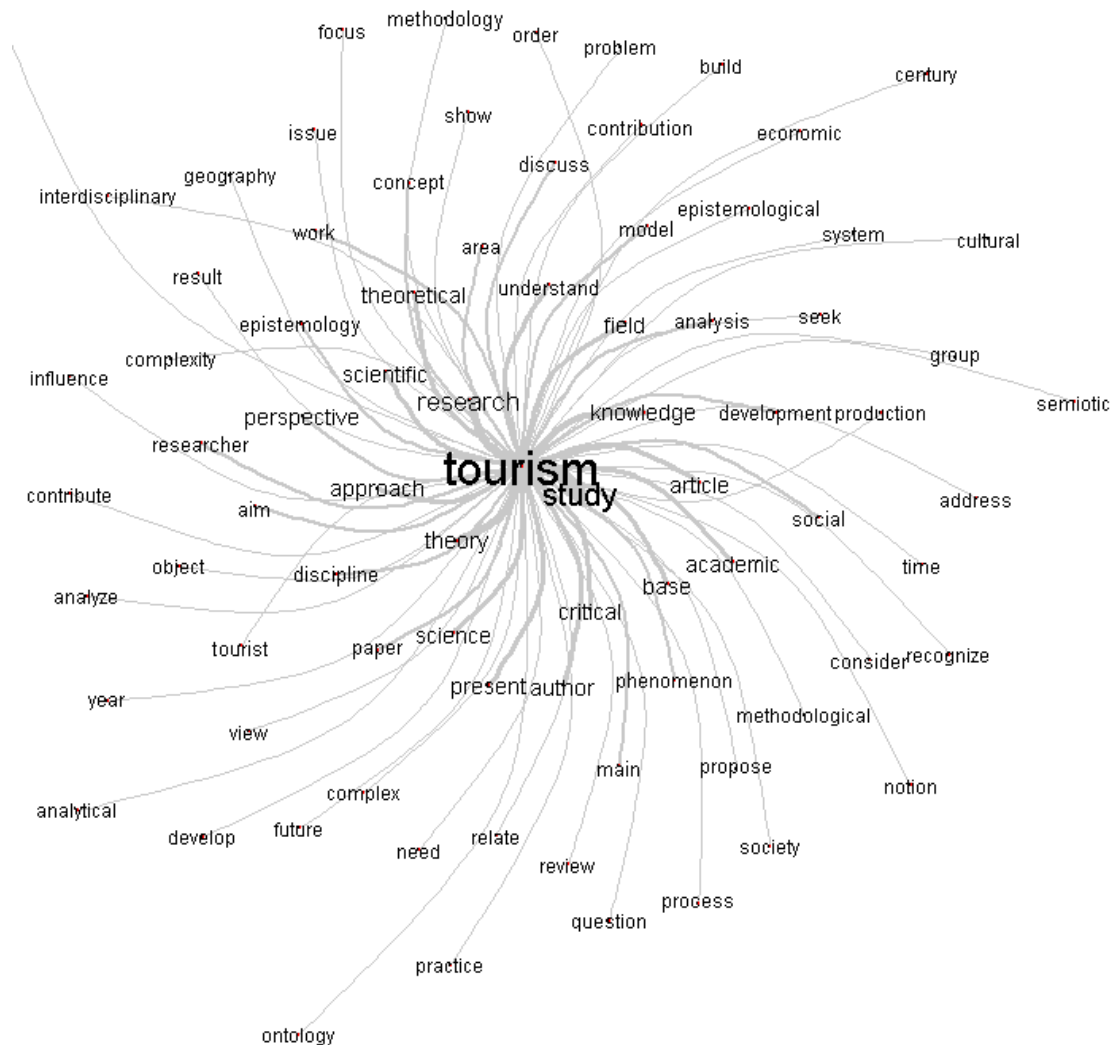 methodology
focus
order
problem
build
century
show
contribution
economic
issue
discuss
geography
concept
interdisciplinary
epistemological
work
model
system
cultural
area
result
understand
theoretical
seek
analysis
field
epistemology
group
complexity
scientific
influence
research
semiotic
knowledge
development
production
perspective
researcher
tourism
approach
article
study
contribute
address
aim
social
theory
object
academic
time
discipline
base
analyze
critical
science
tourist
paper
recognize
consider
phenomenon
present
author
year
methodological
view
main
propose
notion
complex
analytical
future
develop
relate
society
need
review
process
question
practice
ontology